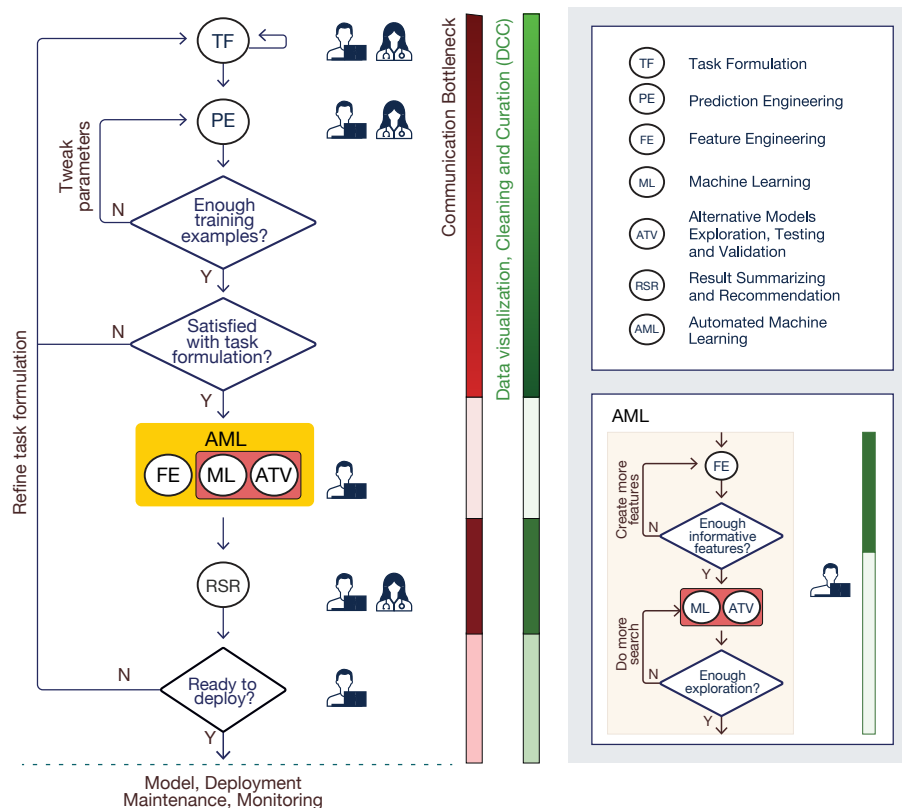 TF
PE
Tweak
parameters
N
Enough
training
examples?
Y
N
Satisfied
with task
formulation?
Y
Refine task formulation
AML
FE
ML
ATV
RSR
N
Ready to
deploy?
Y
Model, Deployment
Maintenance, Monitoring
Communication Bottleneck
Data visualization, Cleaning and Curation (DCC)
TF Task Formulation
PE Prediction Engineering
FE Feature Engineering
ML Machine Learning
ATV Alternative Models
Exploration, Testing
and Validation
RSR Result Summarizing
and Recommendation
AML Automated Machine
Learning
AML
FE
Create more
features
N
Enough
informative
features?
Y
ML
ATV
Do more
search
N
Enough
exploration?
Y